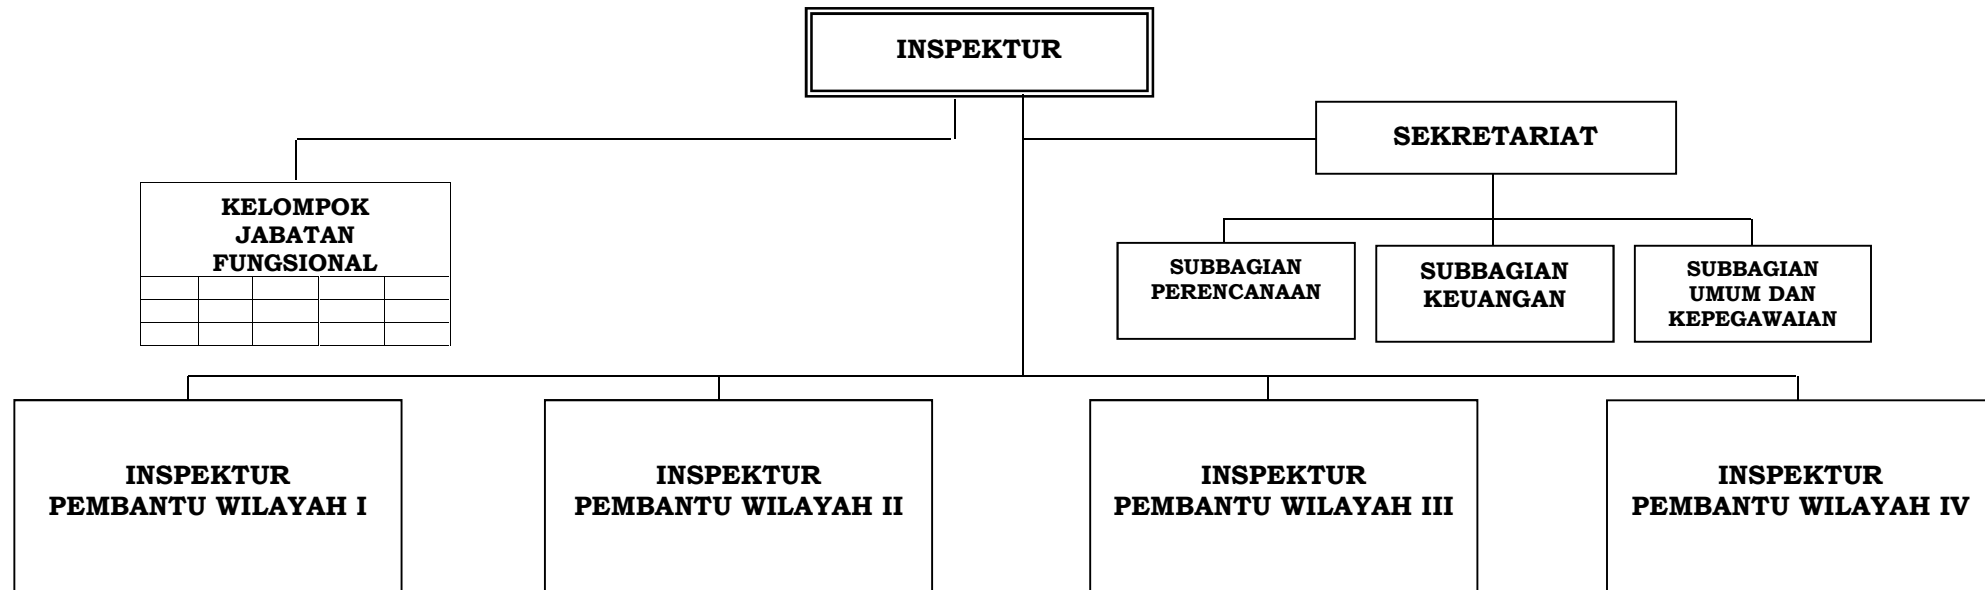 INSPEKTUR
SEKRETARIAT
KELOMPOK
JABATAN
FUNGSIONAL
SUBBAGIAN
PERENCANAAN
SUBBAGIAN
KEUANGAN
SUBBAGIAN
UMUM DAN
KEPEGAWAIAN
INSPEKTUR
PEMBANTU WILAYAH I
INSPEKTUR
PEMBANTU WILAYAH II
INSPEKTUR
PEMBANTU WILAYAH III
INSPEKTUR
PEMBANTU WILAYAH IV